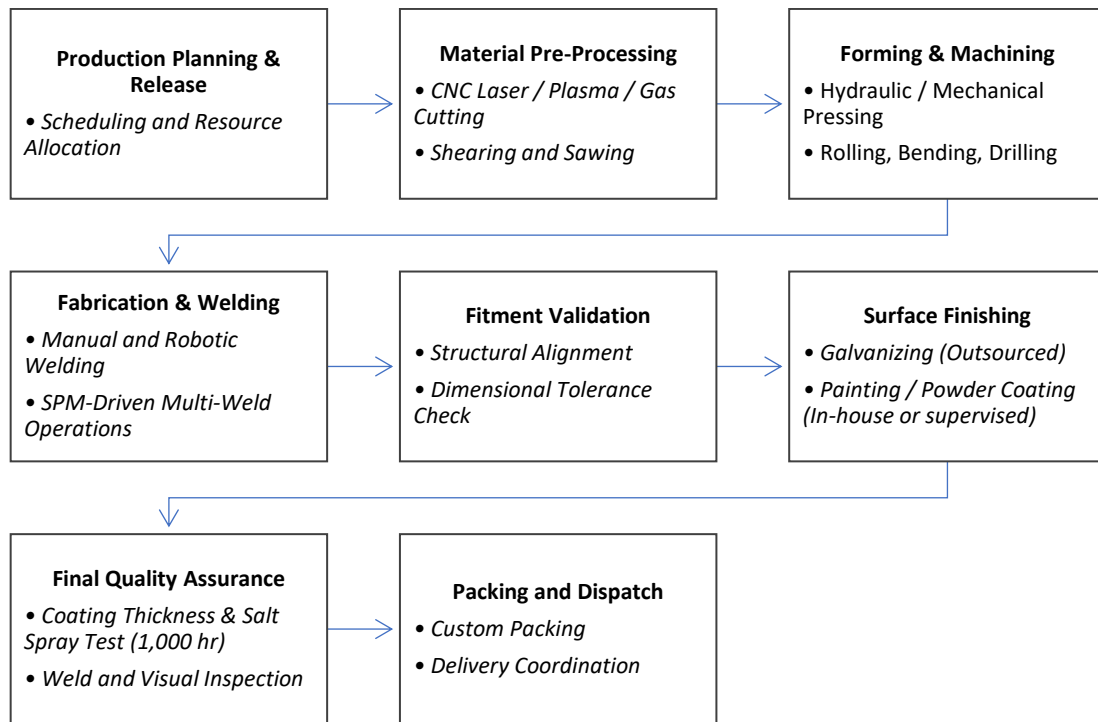 Production Planning &
Release
• Scheduling and Resource
Allocation
Material Pre-Processing
• CNC Laser / Plasma / Gas
Cutting
• Shearing and Sawing
Forming & Machining
• Hydraulic / Mechanical
Pressing
• Rolling, Bending, Drilling
Fabrication & Welding
• Manual and Robotic
Welding
• SPM-Driven Multi-Weld
Operations
Fitment Validation
• Structural Alignment
• Dimensional Tolerance
Check
Surface Finishing
• Galvanizing (Outsourced)
• Painting / Powder Coating
(In-house or supervised)
Final Quality Assurance
• Coating Thickness & Salt
Spray Test (1,000 hr)
• Weld and Visual Inspection
Packing and Dispatch
• Custom Packing
• Delivery Coordination